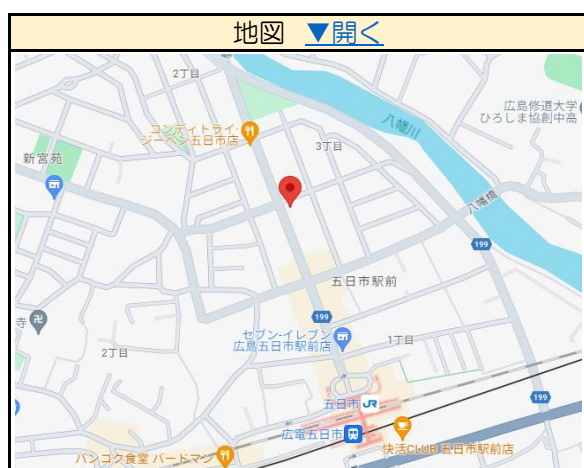 地図 ▼開く
2丁目
広島修道大学
ひろしま協創中高
コンディトライ・
ジーベン五日市店
八幡川
3丁目
新宮苑
八幡橋
199
五日市駅前
199
寺
セブン-イレブン
広島五日市駅前店
1丁目
2丁目
199
五日市
JR
広電五日市
快活CLUB 五日市駅前店
バンコク食堂 バードマン